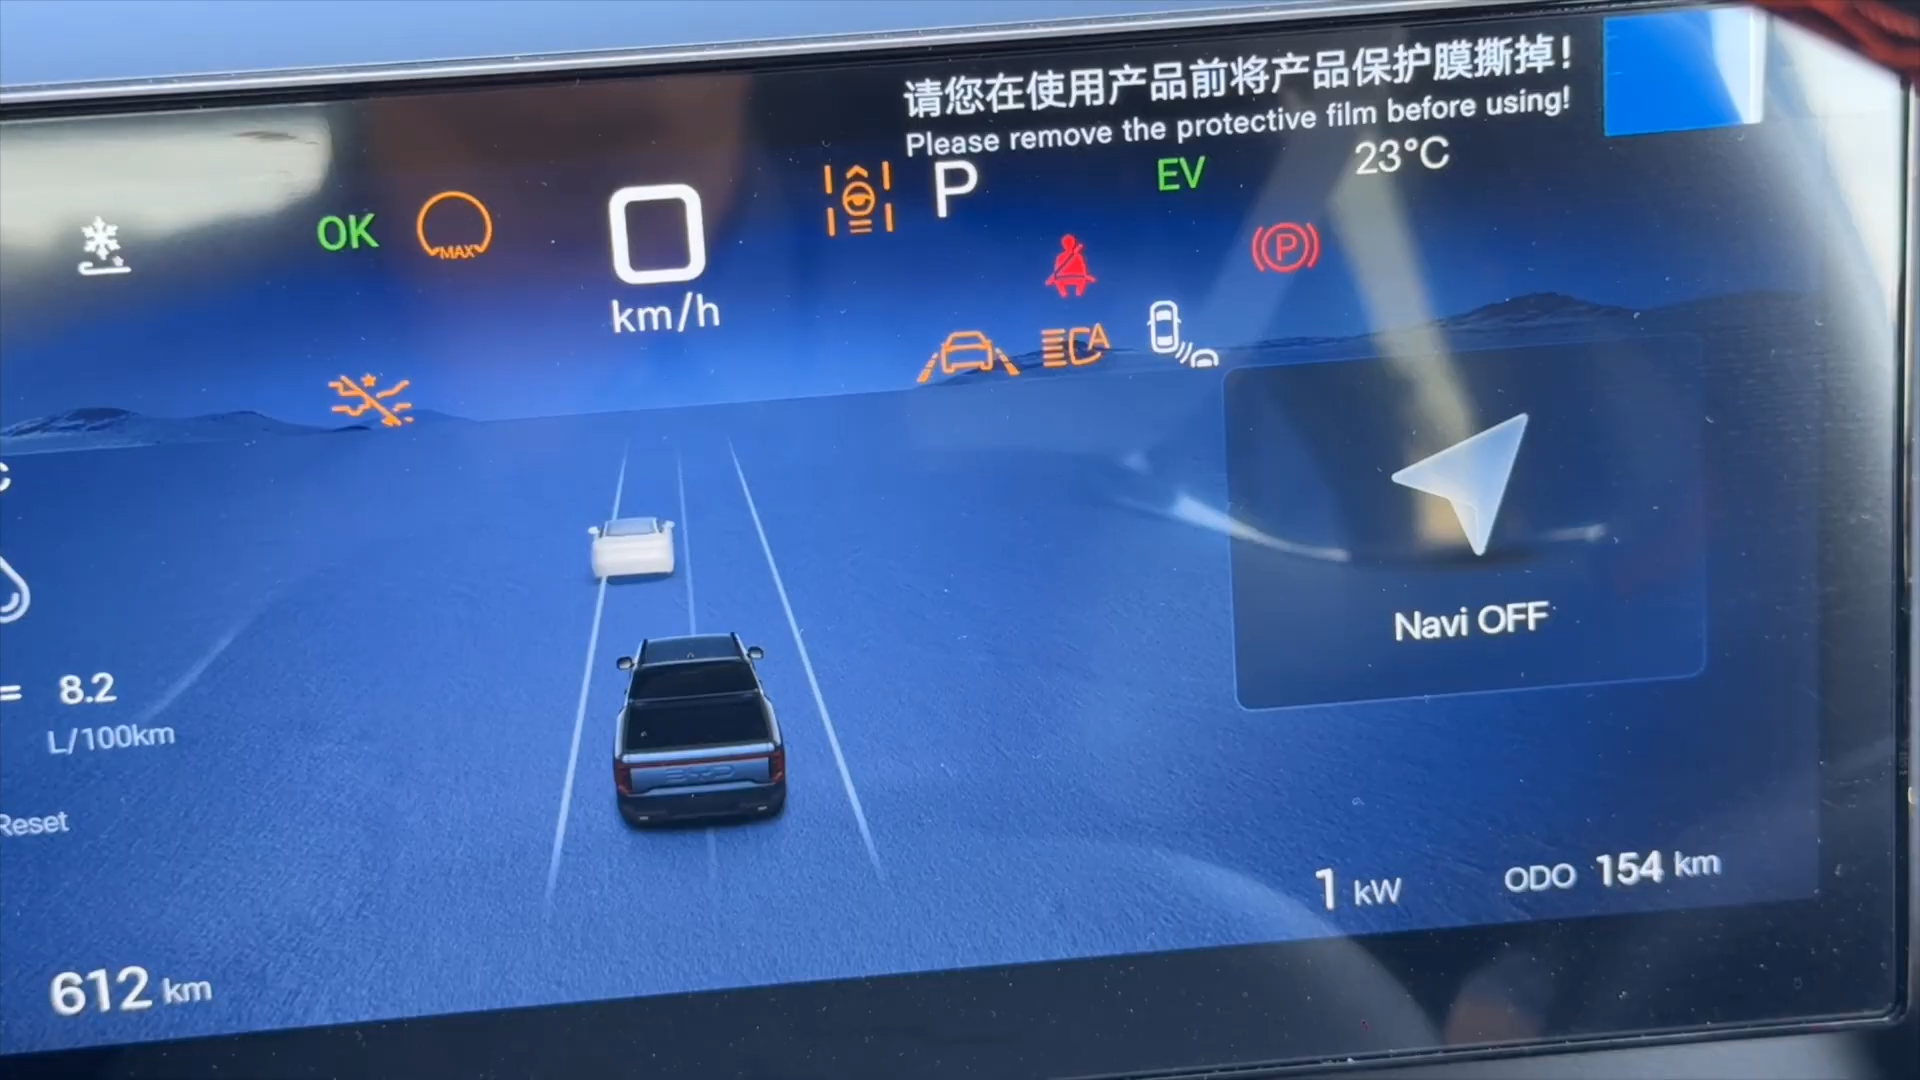 请您在使用产品前将产品保护膜撕掉！
Please remove the protective film before using!
23°C
EV
P
OK
MAX
0
km/h
P
A
Navi OFF
= 8.2
L/100km
Reset
BYD
1 kW
ODO 154 km
612 km